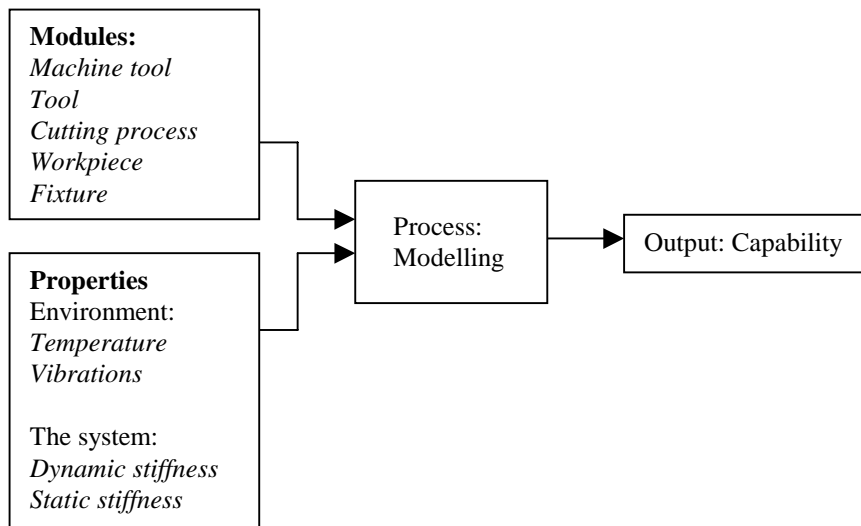 Modules:
Machine tool
Tool
Cutting process
Workpiece
Fixture
Properties
Environment:
Temperature
Vibrations
The system:
Dynamic stiffness
Static stiffness
Process:
Modelling
Output: Capability